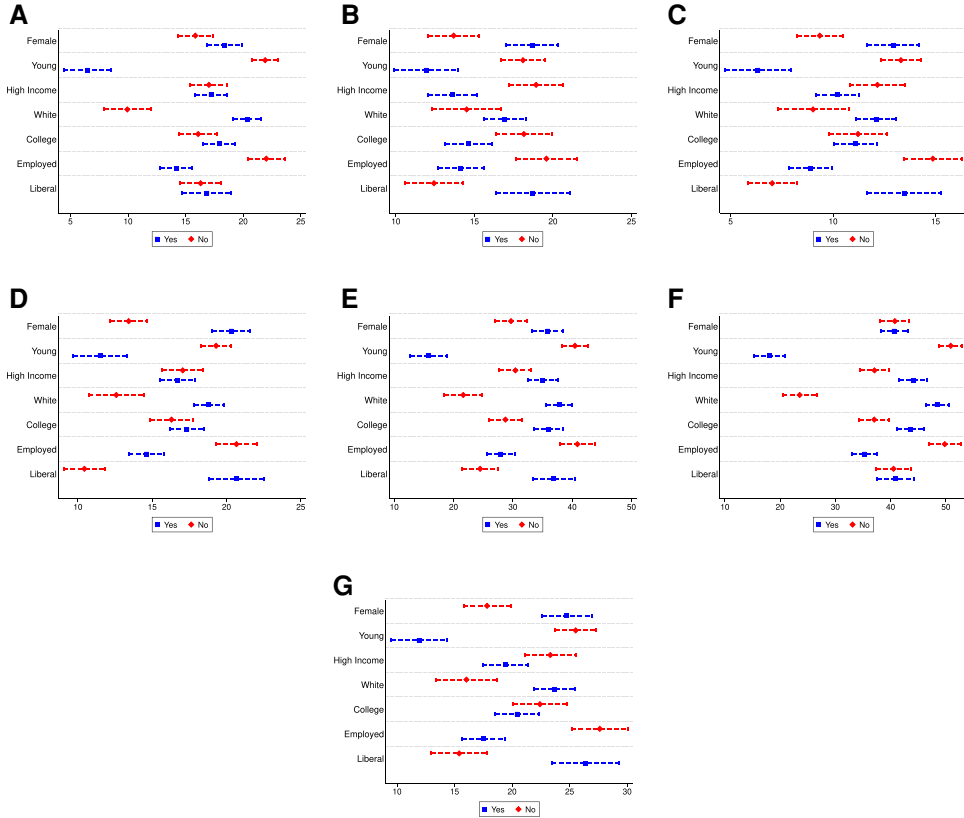 A
Female
Young
High Income
White
College
Employed
Liberal
5 10 15 20 25
Yes No
B
Female
Young
High Income
White
College
Employed
Liberal
10 15 20 25
Yes No
C
Female
Young
High Income
White
College
Employed
Liberal
5 10 15
Yes No
D
Female
Young
High Income
White
College
Employed
Liberal
10 15 20 25
Yes No
E
Female
Young
High Income
White
College
Employed
Liberal
10 20 30 40 50
Yes No
F
Female
Young
High Income
White
College
Employed
Liberal
10 20 30 40 50
Yes No
G
Female
Young
High Income
White
College
Employed
Liberal
10 15 20 25 30
Yes No